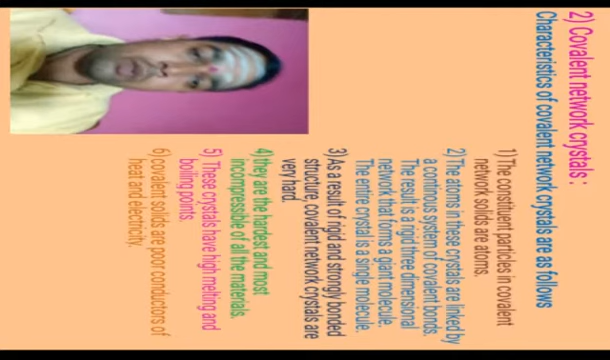 2) Covalent network crystals :
Characteristics of covalent network crystals are as follows
1)The constituent particles in covalent
network solids are atoms.
2)The atoms in these crystals are linked by
a continous system of covalent bonds.
The result is a rigid three dimensional
network that forms a giant molecule.
The entire crystal is a single molecule.
3)As a result of rigid and strongly bonded
structure, covalent network crystals are
very hard.
4)they are the hardest and most
incompressible of all the materials.
5) These crystals have high melting and
boiling points.
6) covalent solids are poor conductors of
heat and electricity.